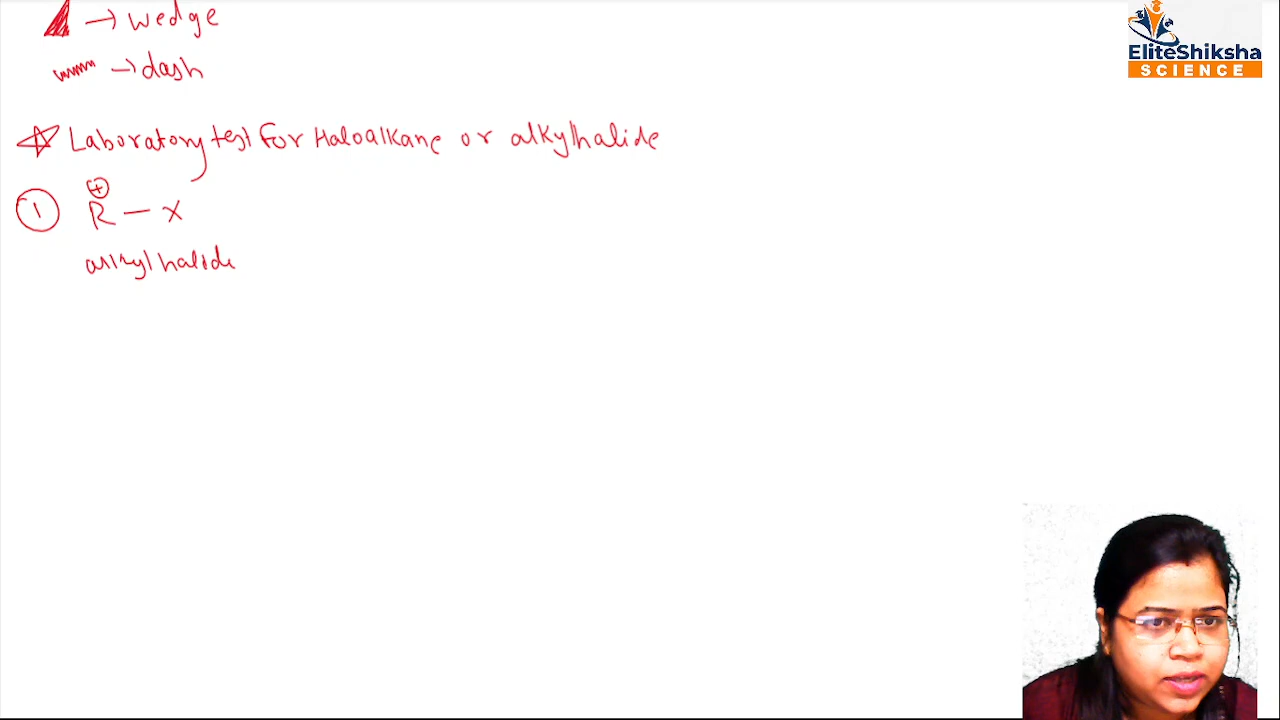 → wedge
→ dash
EliteShiksha
SCIENCE
☆ Laboratory test for Haloalkane or alkylhalide
① R⊕ — X
alkyl halide